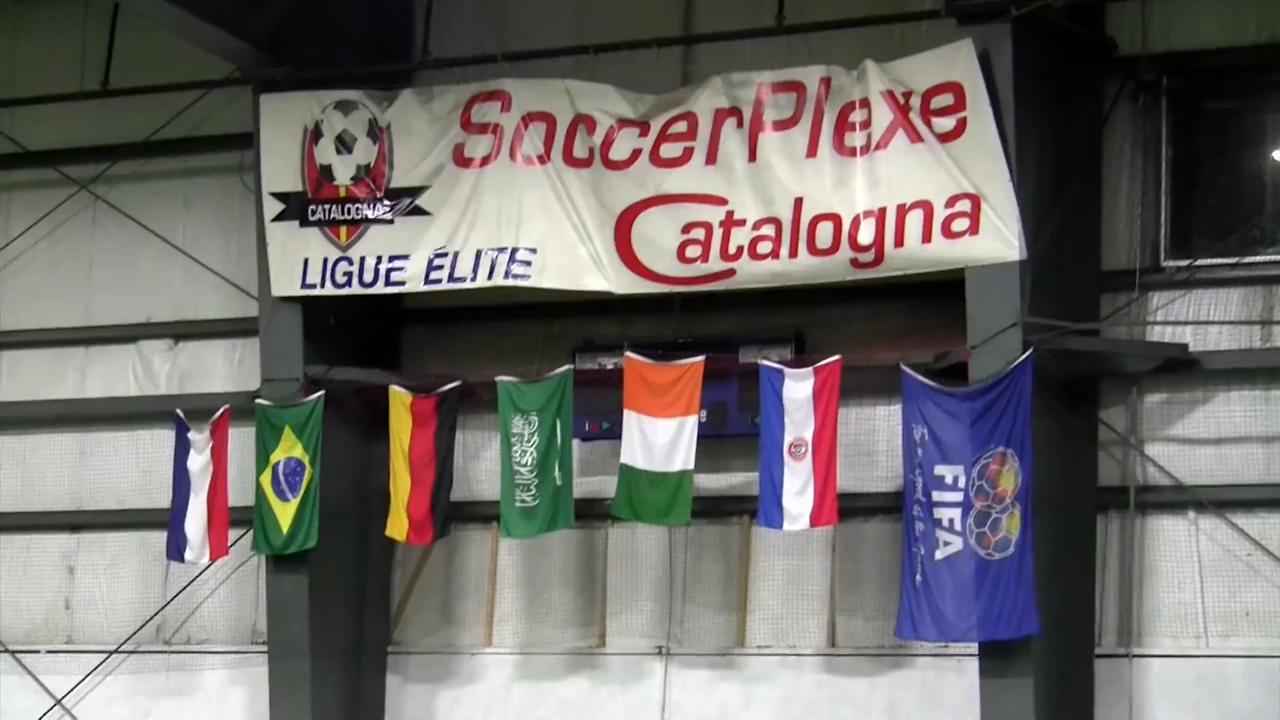 SoccerPlexe
Catalogna
CATALOGNA
LIGUE ÉLITE
FIFA